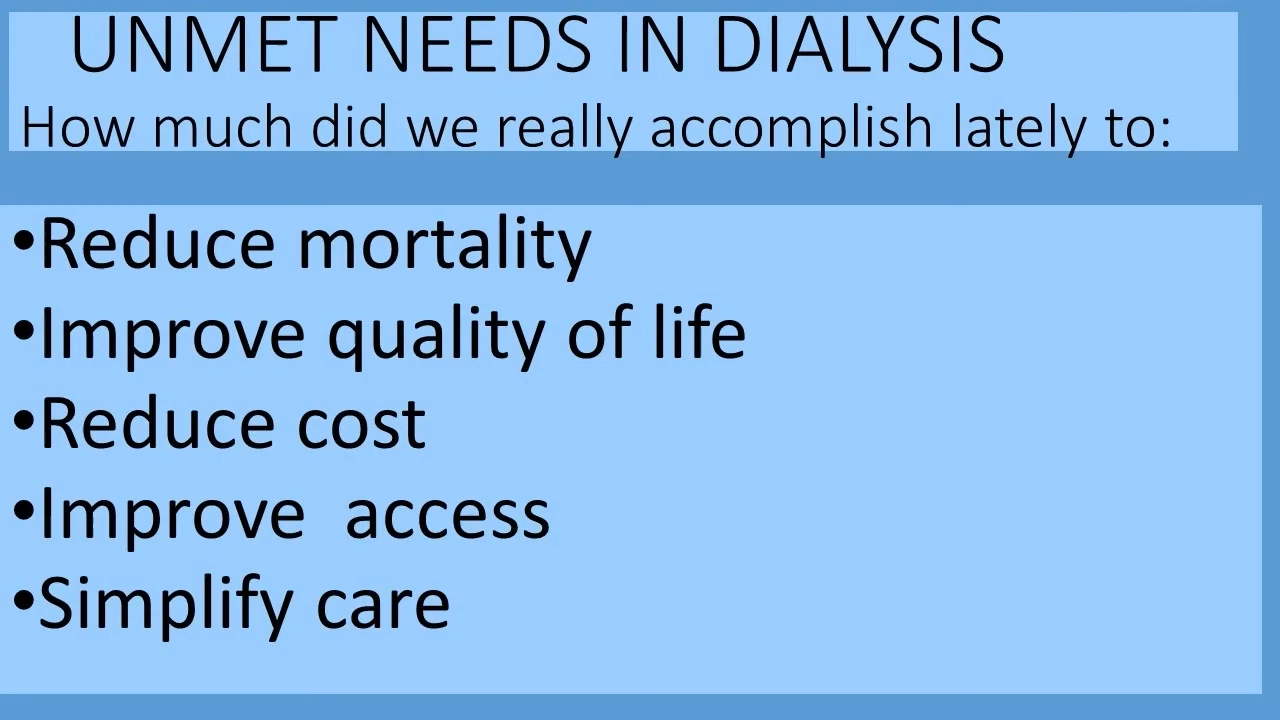 UNMET NEEDS IN DIALYSIS
How much did we really accomplish lately to:
•Reduce mortality
•Improve quality of life
•Reduce cost
•Improve  access
•Simplify care